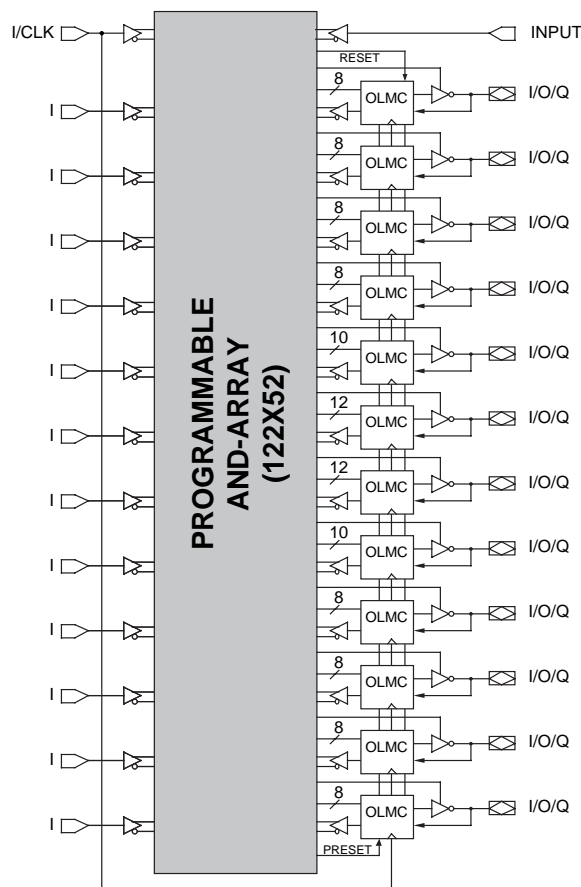 I/CLK
INPUT
RESET
8
OLMC
I/O/Q
I
8
OLMC
I/O/Q
I
8
OLMC
I/O/Q
I
8
OLMC
I/O/Q
I
10
OLMC
I/O/Q
I
12
OLMC
I/O/Q
I
12
OLMC
I/O/Q
I
10
OLMC
I/O/Q
I
8
OLMC
I/O/Q
I
8
OLMC
I/O/Q
I
8
OLMC
I/O/Q
I
8
OLMC
I/O/Q
I
PRESET
PROGRAMMABLE
AND-ARRAY
(122X52)